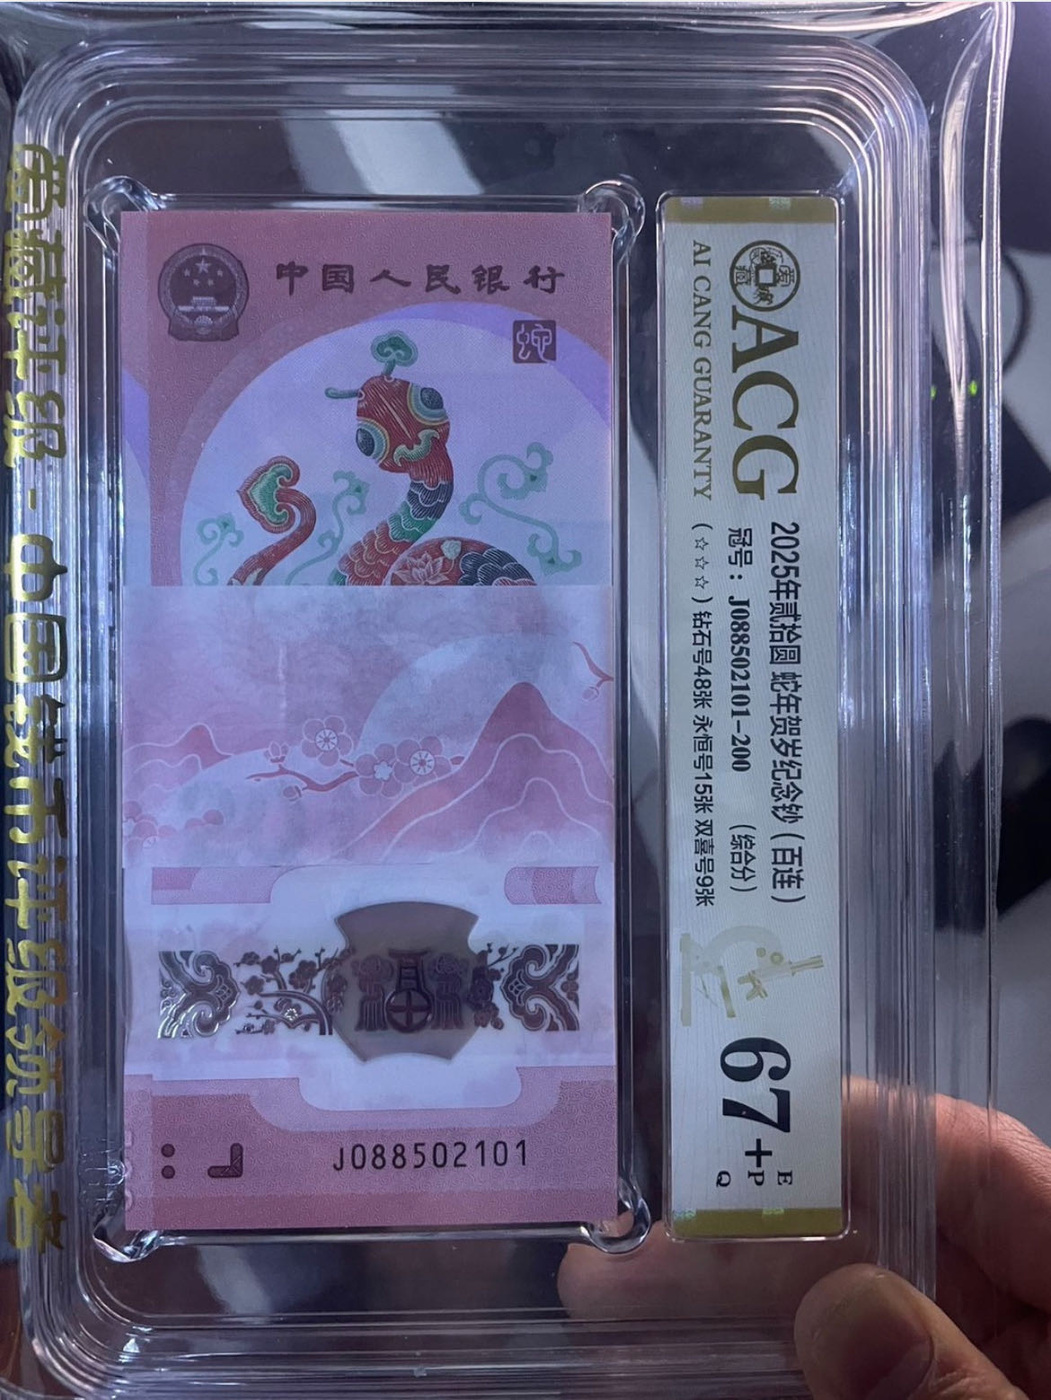 中国人民银行
蛇
J088502101
ACG
AI CANG GUARANTY
2025年贰拾圆 蛇年贺岁纪念钞（百连）
冠号：J088502101-200 （综合分）
（☆☆☆）钻石号48张 永恒号15张 双喜号9张
67+
E
P
Q
藏评级-中国钱币评级领导者